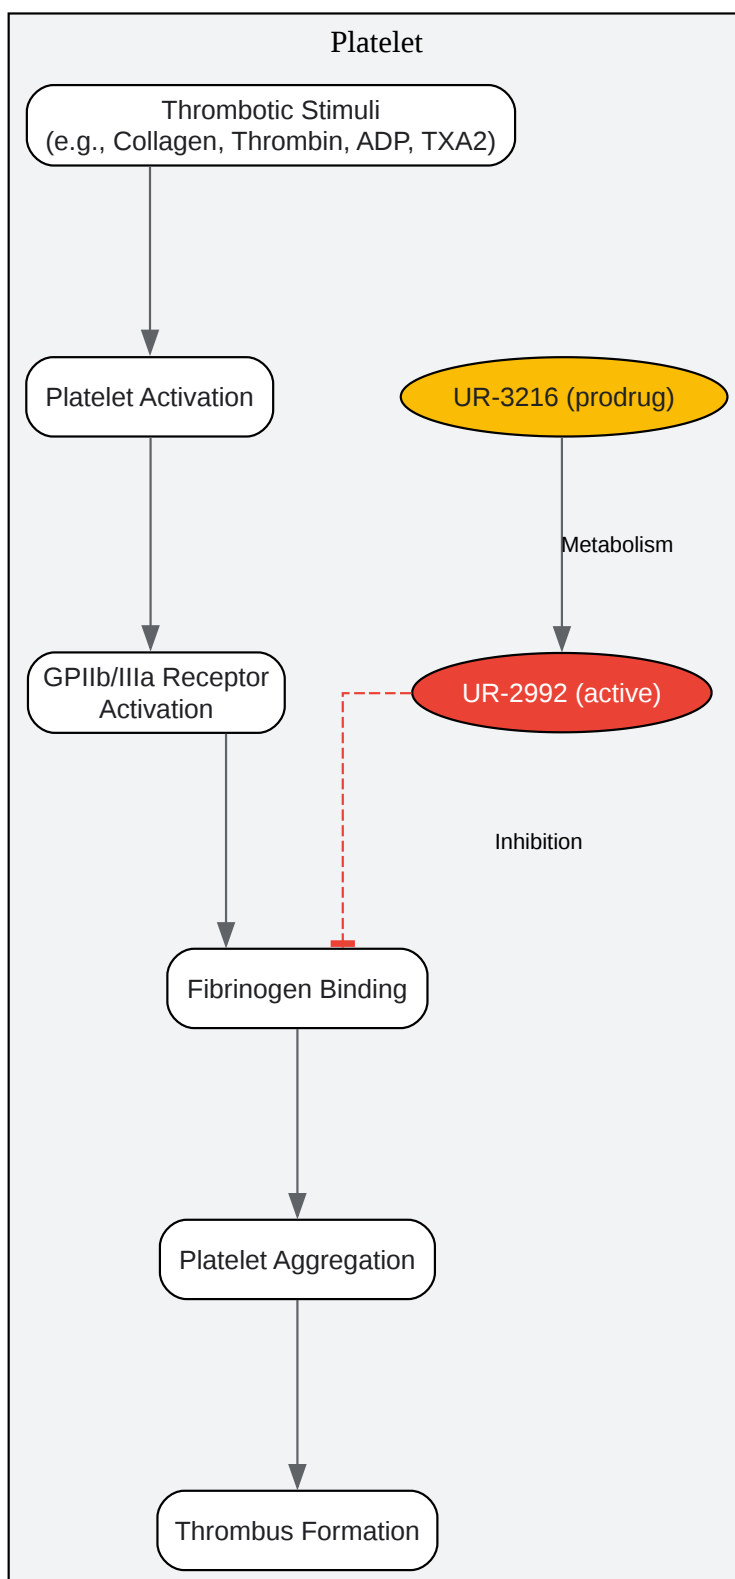 Platelet
Thrombotic Stimuli
(e.g., Collagen, Thrombin, ADP, TXA2)
Platelet Activation
UR-3216 (prodrug)
Metabolism
GPIIb/IIIa Receptor
Activation
UR-2992 (active)
Inhibition
Fibrinogen Binding
Platelet Aggregation
Thrombus Formation